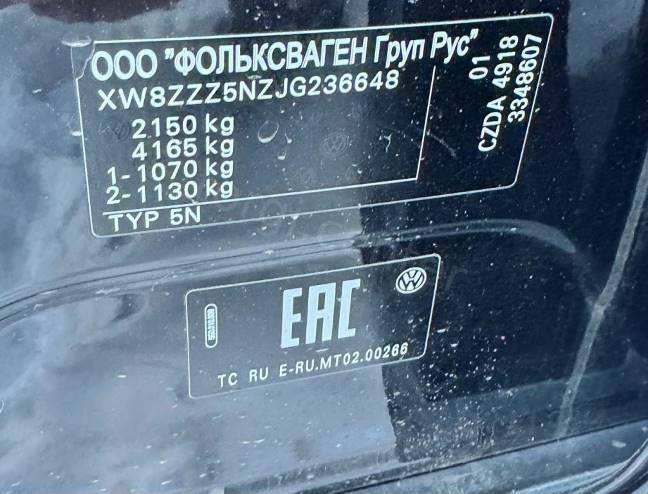 ООО "ФОЛЬКСВАГЕН Груп Рус"
XW8ZZZ5NZJG236648
2150 kg
4165 kg
1- 1070 kg
2- 1130 kg
TYP 5N
01
CZDA 4918
3348607
EAC
TC RU E-RU.MT02.00266